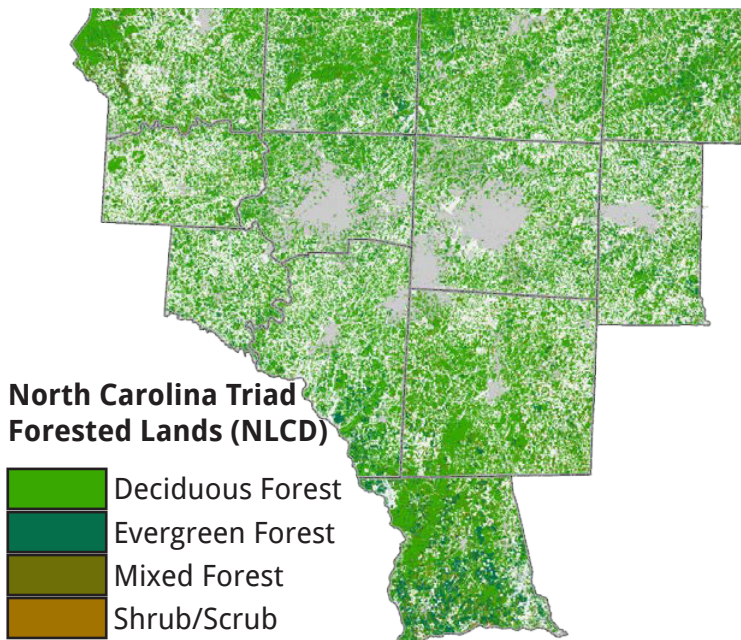 North Carolina Triad
Forested Lands (NLCD)
Deciduous Forest
Evergreen Forest
Mixed Forest
Shrub/Scrub